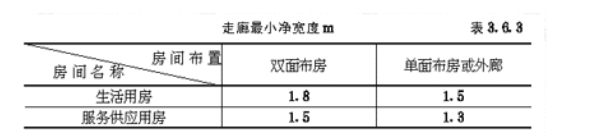 走廊最小净宽度m 表3.6.3
房间布置 双面布房 单面布房或外廊
房间名称
生活用房 1.8 1.5
服务供应用房 1.5 1.3